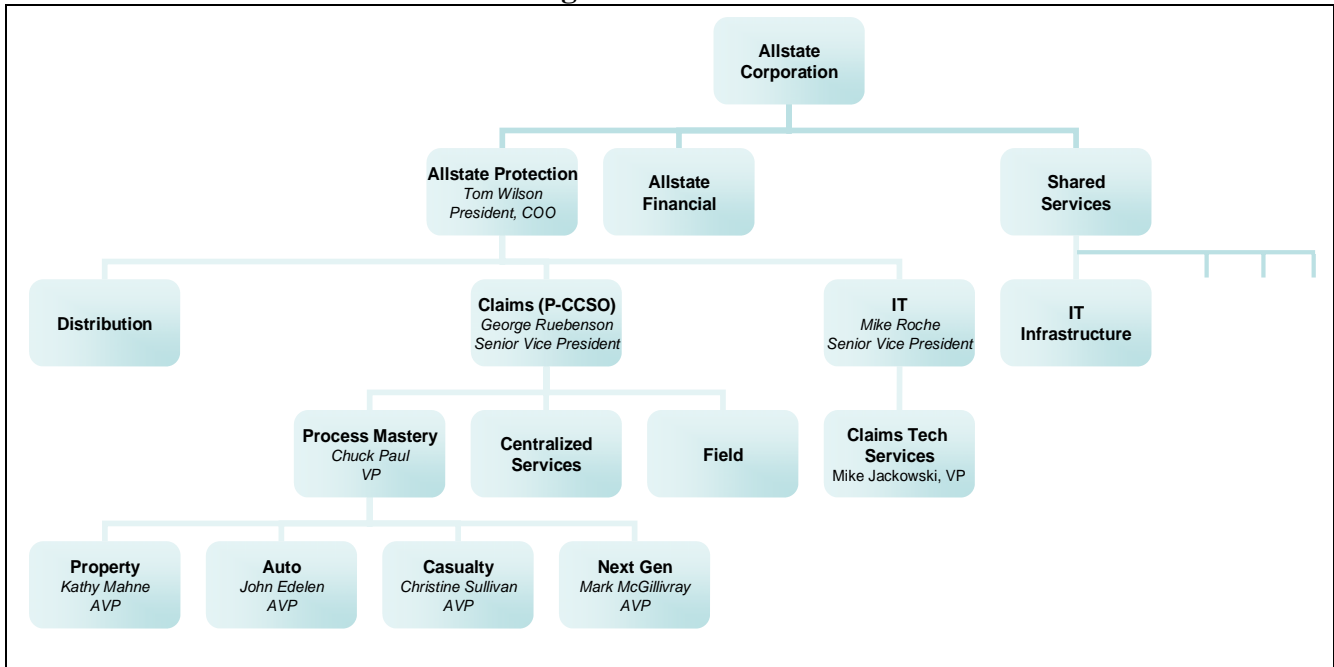 Allstate
Corporation
Allstate Protection
Tom Wilson
President, COO
Allstate
Financial
Shared
Services
Distribution
Claims (P-CCSO)
George Ruebenson
Senior Vice President
IT
Mike Roche
Senior Vice President
IT
Infrastructure
Process Mastery
Chuck Paul
VP
Centralized
Services
Field
Claims Tech
Services
Mike Jackowski, VP
Property
Kathy Mahne
AVP
Auto
John Edelen
AVP
Casualty
Christine Sullivan
AVP
Next Gen
Mark McGillivray
AVP